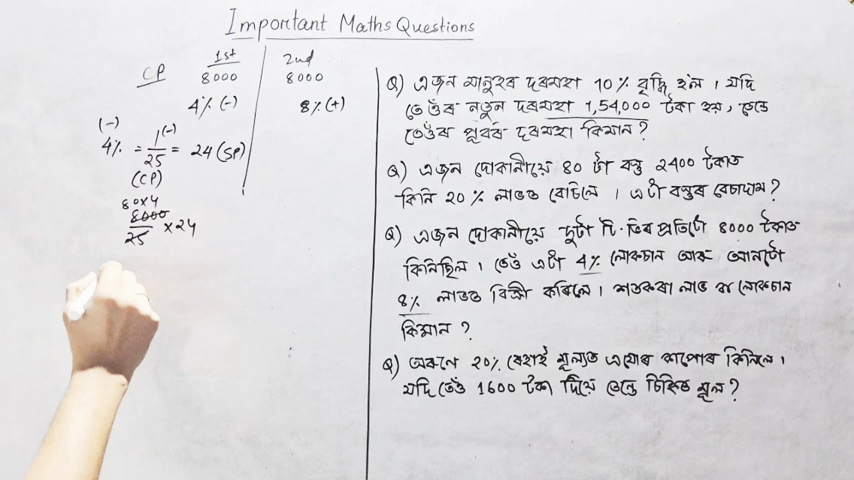 Important Maths Questions
CP 1st 2nd
8000 8000
4% (-) 8% (+)
(-)
4% = 1/25 (-) = 24 (SP)
(CP)
80×4
8000/25 × 24
Q) এজন মানুহৰ দৰমহা 10% বৃদ্ধি হ'ল । যদি
তেওঁৰ নতুন দৰমহা 1,54,000 টকা হয়, তেন্তে
তেওঁৰ পূৰ্বৰ দৰমহা কিমান ?
Q) এজন দোকানীয়ে 80 টা বস্তু 2400 টকাত
কিনি 20% লাভত বেচিলে । এটা বস্তুৰ বেচাদাম ?
Q) এজন দোকানীয়ে দুটা টি.ভিৰ প্ৰতিটো 8000 টকাত
কিনিছিল । তেওঁ এটা 4% লোকচান আৰু আনটো
8% লাভত বিক্ৰী কৰিলে । শতকৰা লাভ বা লোকচান
কিমান ?
Q) অৰুণে 20% ৰেহাই মূল্যত এযোৰ কাপোৰ কিনিলে ।
যদি তেওঁ 1600 টকা দিয়ে তেন্তে চিহ্নিত মূল্য ?